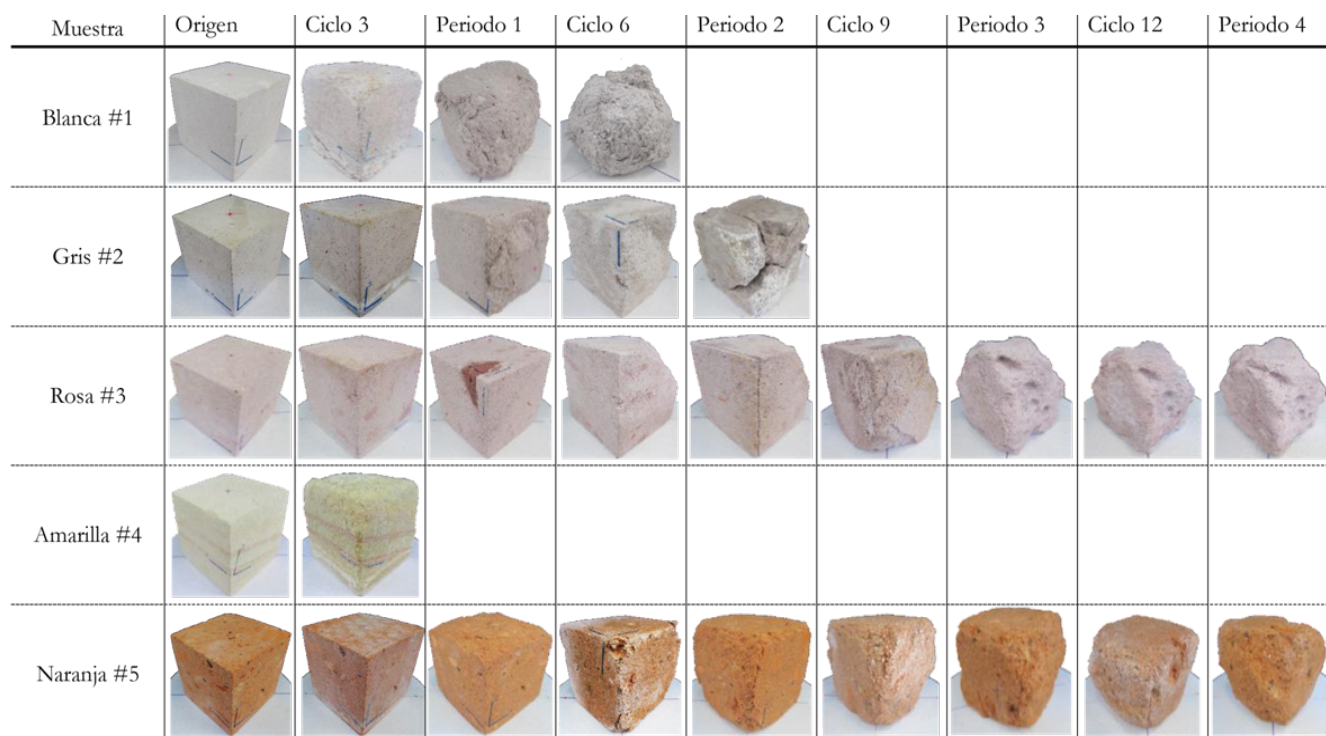 Muestra Origen Ciclo 3 Periodo 1 Ciclo 6 Periodo 2 Ciclo 9 Periodo 3 Ciclo 12 Periodo 4
Blanca #1
Gris #2
Rosa #3
Amarilla #4
Naranja #5